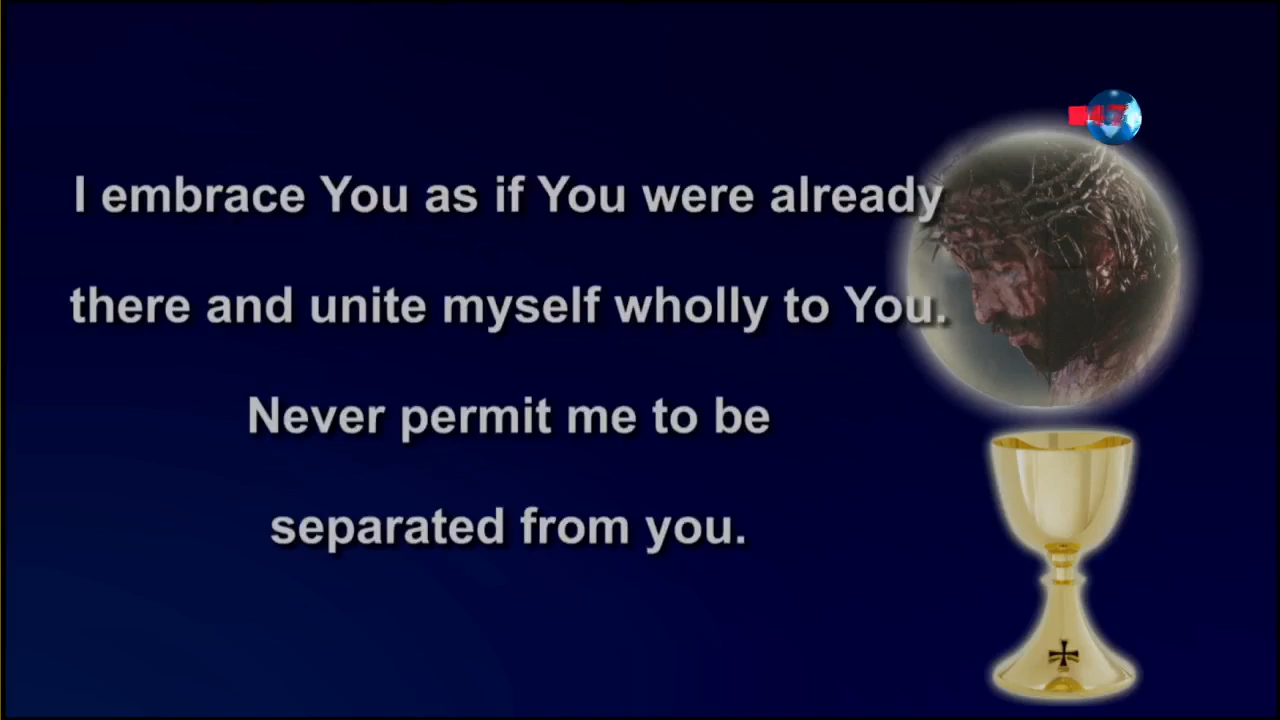 I embrace You as if You were already
there and unite myself wholly to You.
Never permit me to be
separated from you.